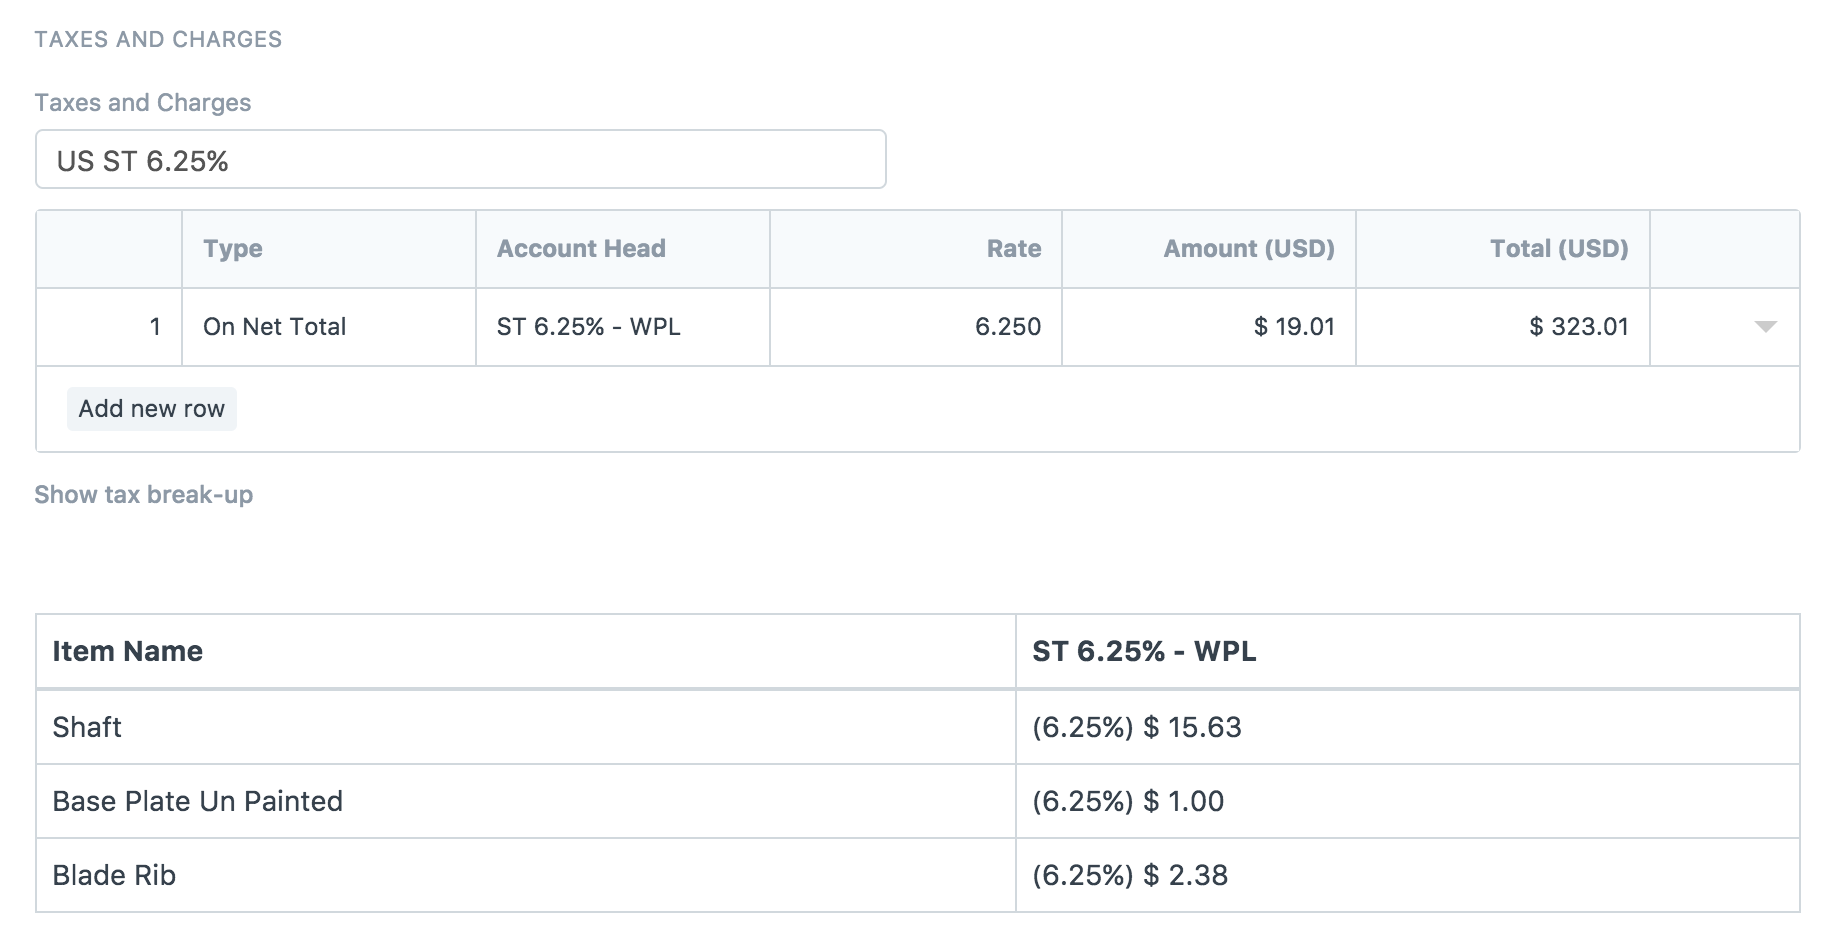 TAXES AND CHARGES
Taxes and Charges
US ST 6.25%
Type Account Head Rate Amount (USD) Total (USD)
1 On Net Total ST 6.25% - WPL 6.250 $ 19.01 $ 323.01
Add new row
Show tax break-up
Item Name ST 6.25% - WPL
Shaft (6.25%) $ 15.63
Base Plate Un Painted (6.25%) $ 1.00
Blade Rib (6.25%) $ 2.38